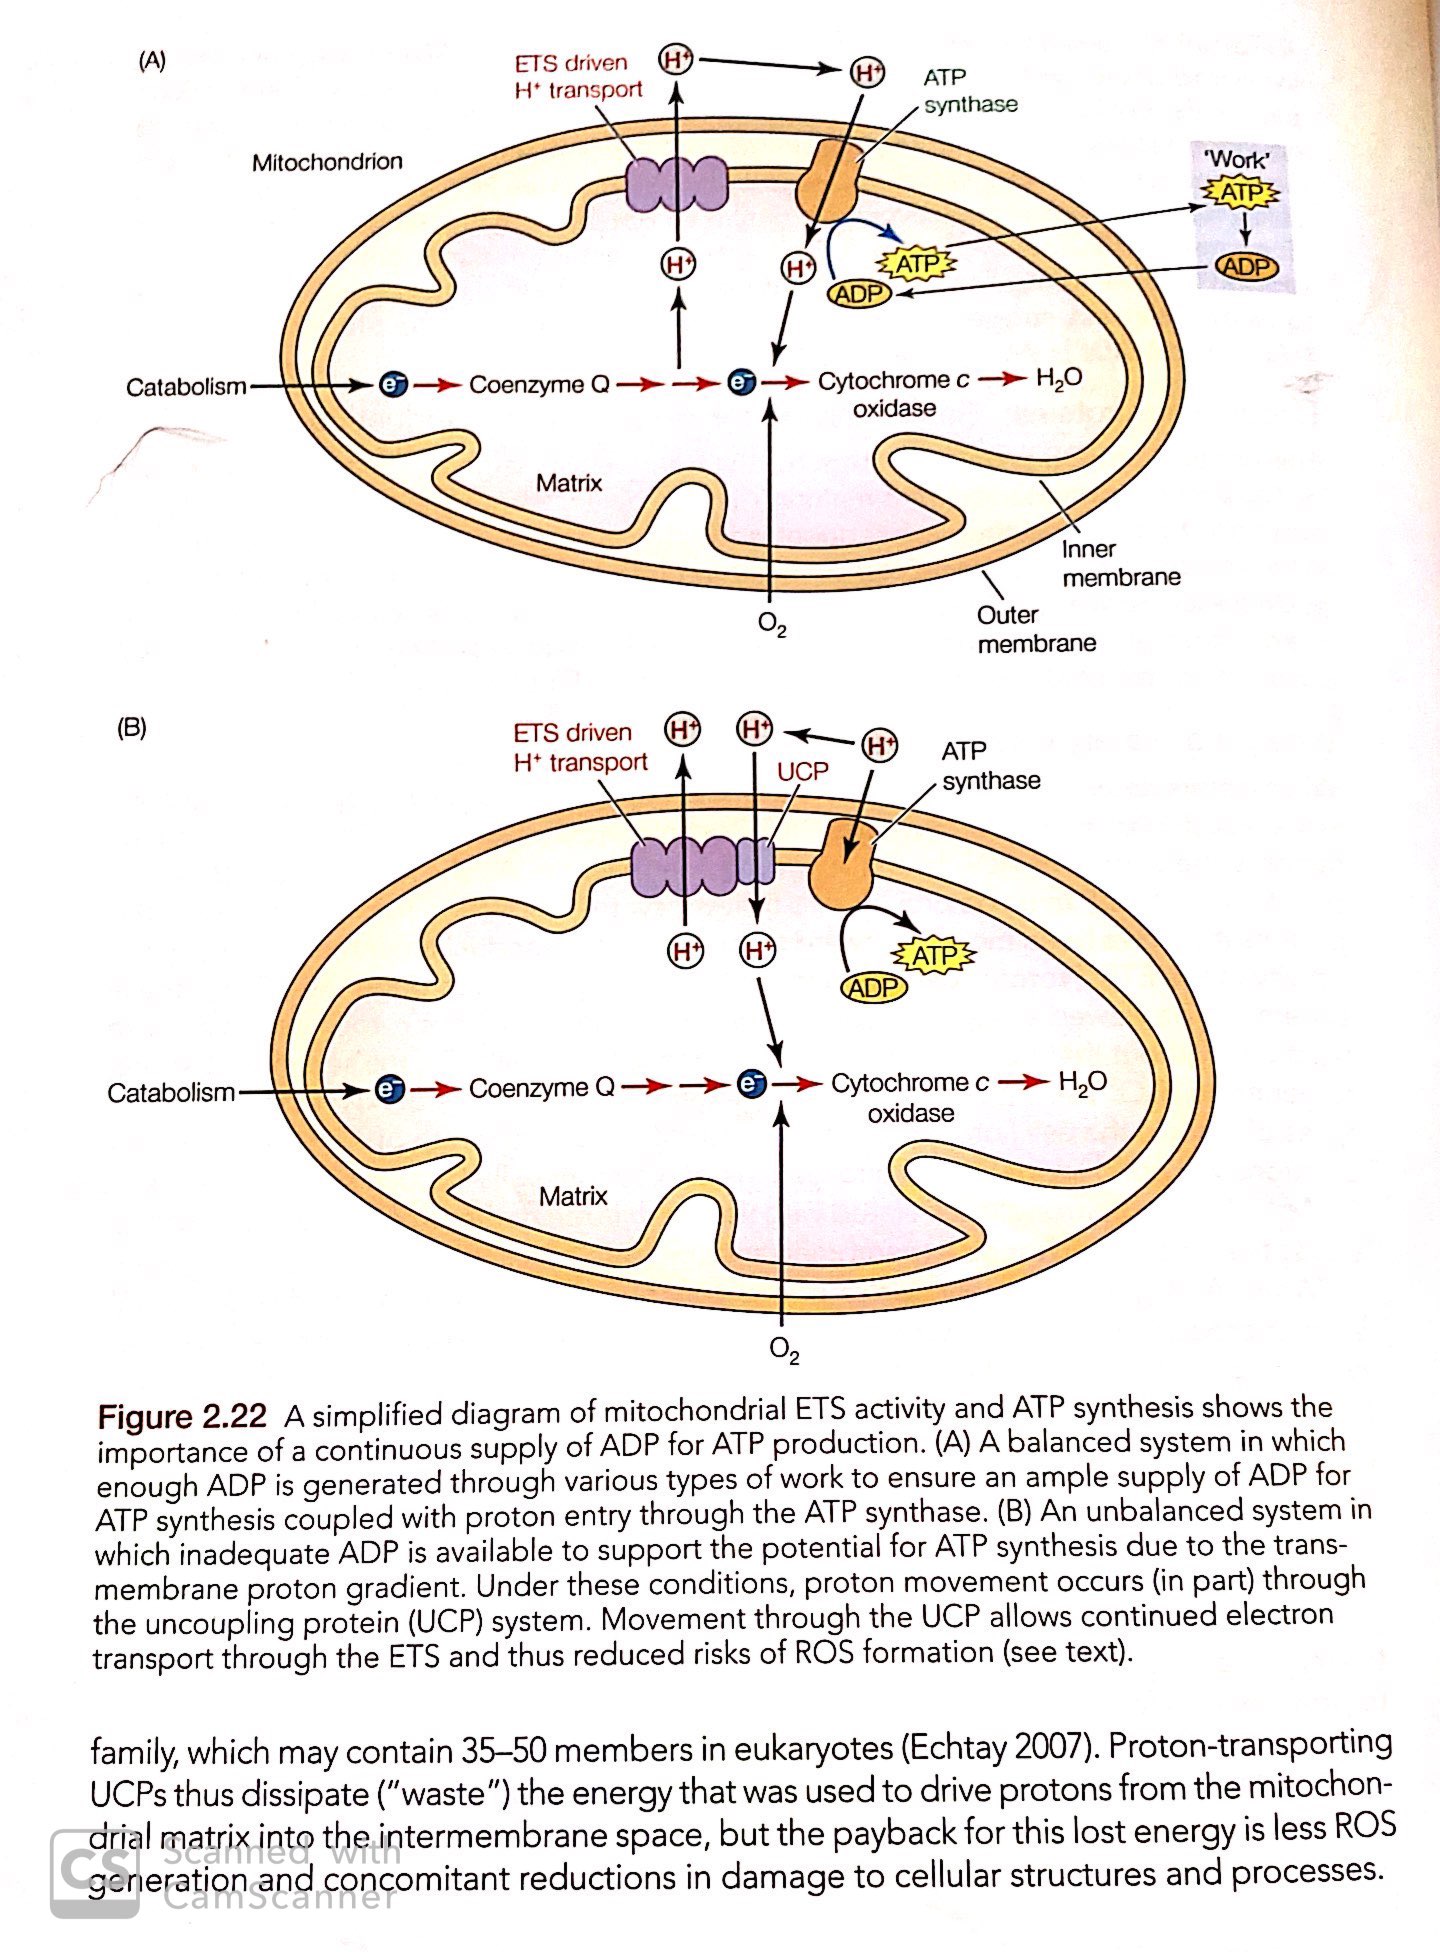 (A)
ETS driven
H⁺ transport
H⁺
H⁺
ATP
synthase
Mitochondrion
'Work'
ATP
ADP
H⁺
H⁺
ATP
ADP
Catabolism
e⁻
Coenzyme Q
e⁻
Cytochrome c
oxidase
H₂O
Matrix
Inner
membrane
Outer
membrane
O₂
(B)
ETS driven
H⁺ transport
H⁺
H⁺
H⁺
UCP
ATP
synthase
H⁺
H⁺
ATP
ADP
Catabolism
e⁻
Coenzyme Q
e⁻
Cytochrome c
oxidase
H₂O
Matrix
O₂
Figure 2.22 A simplified diagram of mitochondrial ETS activity and ATP synthesis shows the
importance of a continuous supply of ADP for ATP production. (A) A balanced system in which
enough ADP is generated through various types of work to ensure an ample supply of ADP for
ATP synthesis coupled with proton entry through the ATP synthase. (B) An unbalanced system in
which inadequate ADP is available to support the potential for ATP synthesis due to the trans-
membrane proton gradient. Under these conditions, proton movement occurs (in part) through
the uncoupling protein (UCP) system. Movement through the UCP allows continued electron
transport through the ETS and thus reduced risks of ROS formation (see text).
family, which may contain 35–50 members in eukaryotes (Echtay 2007). Proton-transporting
UCPs thus dissipate ("waste") the energy that was used to drive protons from the mitochon-
drial matrix into the intermembrane space, but the payback for this lost energy is less ROS
generation and concomitant reductions in damage to cellular structures and processes.
CS
Scanned with
CamScanner